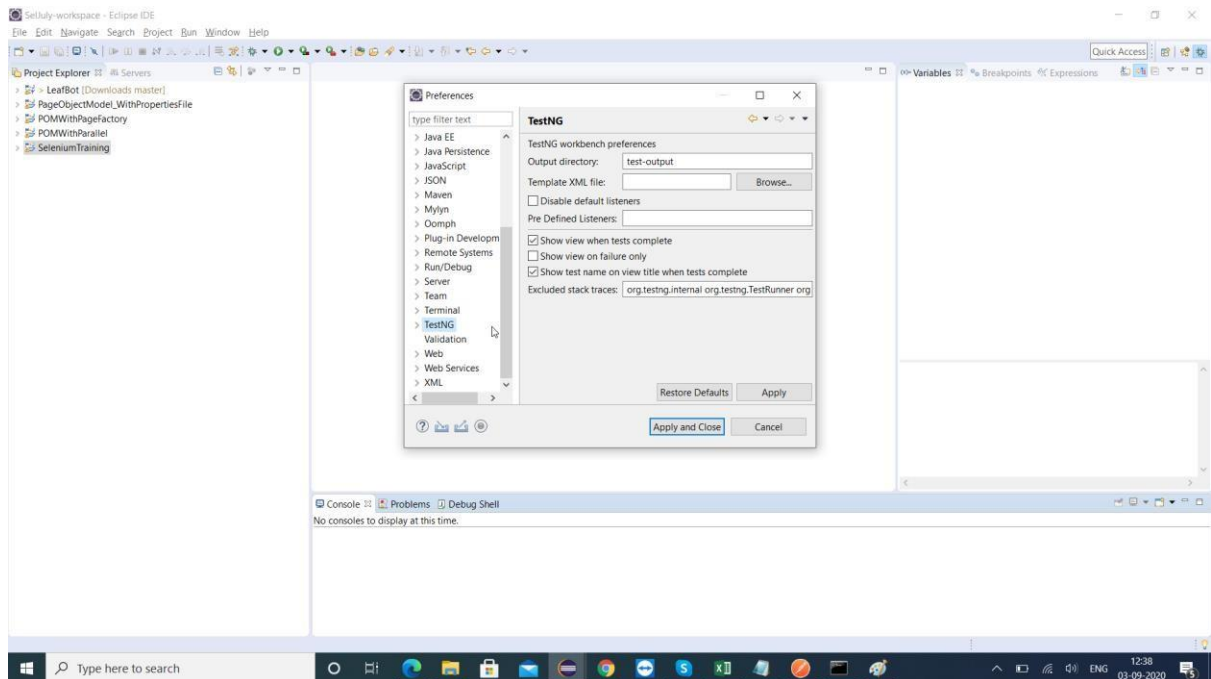 Selluly-workspace - Eclipse IDE
File Edit Navigate Search Project Run Window Help
Quick Access
Project Explorer Servers
> LeafBot [Downloads master]
PageObjectModel_WithPropertiesFile
POMWithPageFactory
POMWithParallel
SeleniumTraining
Variables Breakpoints Expressions
Preferences
type filter text
Java EE
Java Persistence
JavaScript
JSON
Maven
Mylyn
Oomph
Plug-in Developm
Remote Systems
Run/Debug
Server
Team
Terminal
TestNG
Validation
Web
Web Services
XML
TestNG
TestNG workbench preferences
Output directory: test-output
Template XML file: Browse...
Disable default listeners
Pre Defined Listeners:
Show view when tests complete
Show view on failure only
Show test name on view title when tests complete
Excluded stack traces: org.testng.internal org.testng.TestRunner org
Restore Defaults Apply
Apply and Close Cancel
Console Problems Debug Shell
No consoles to display at this time.
Type here to search
ENG
12:38
03-09-2020